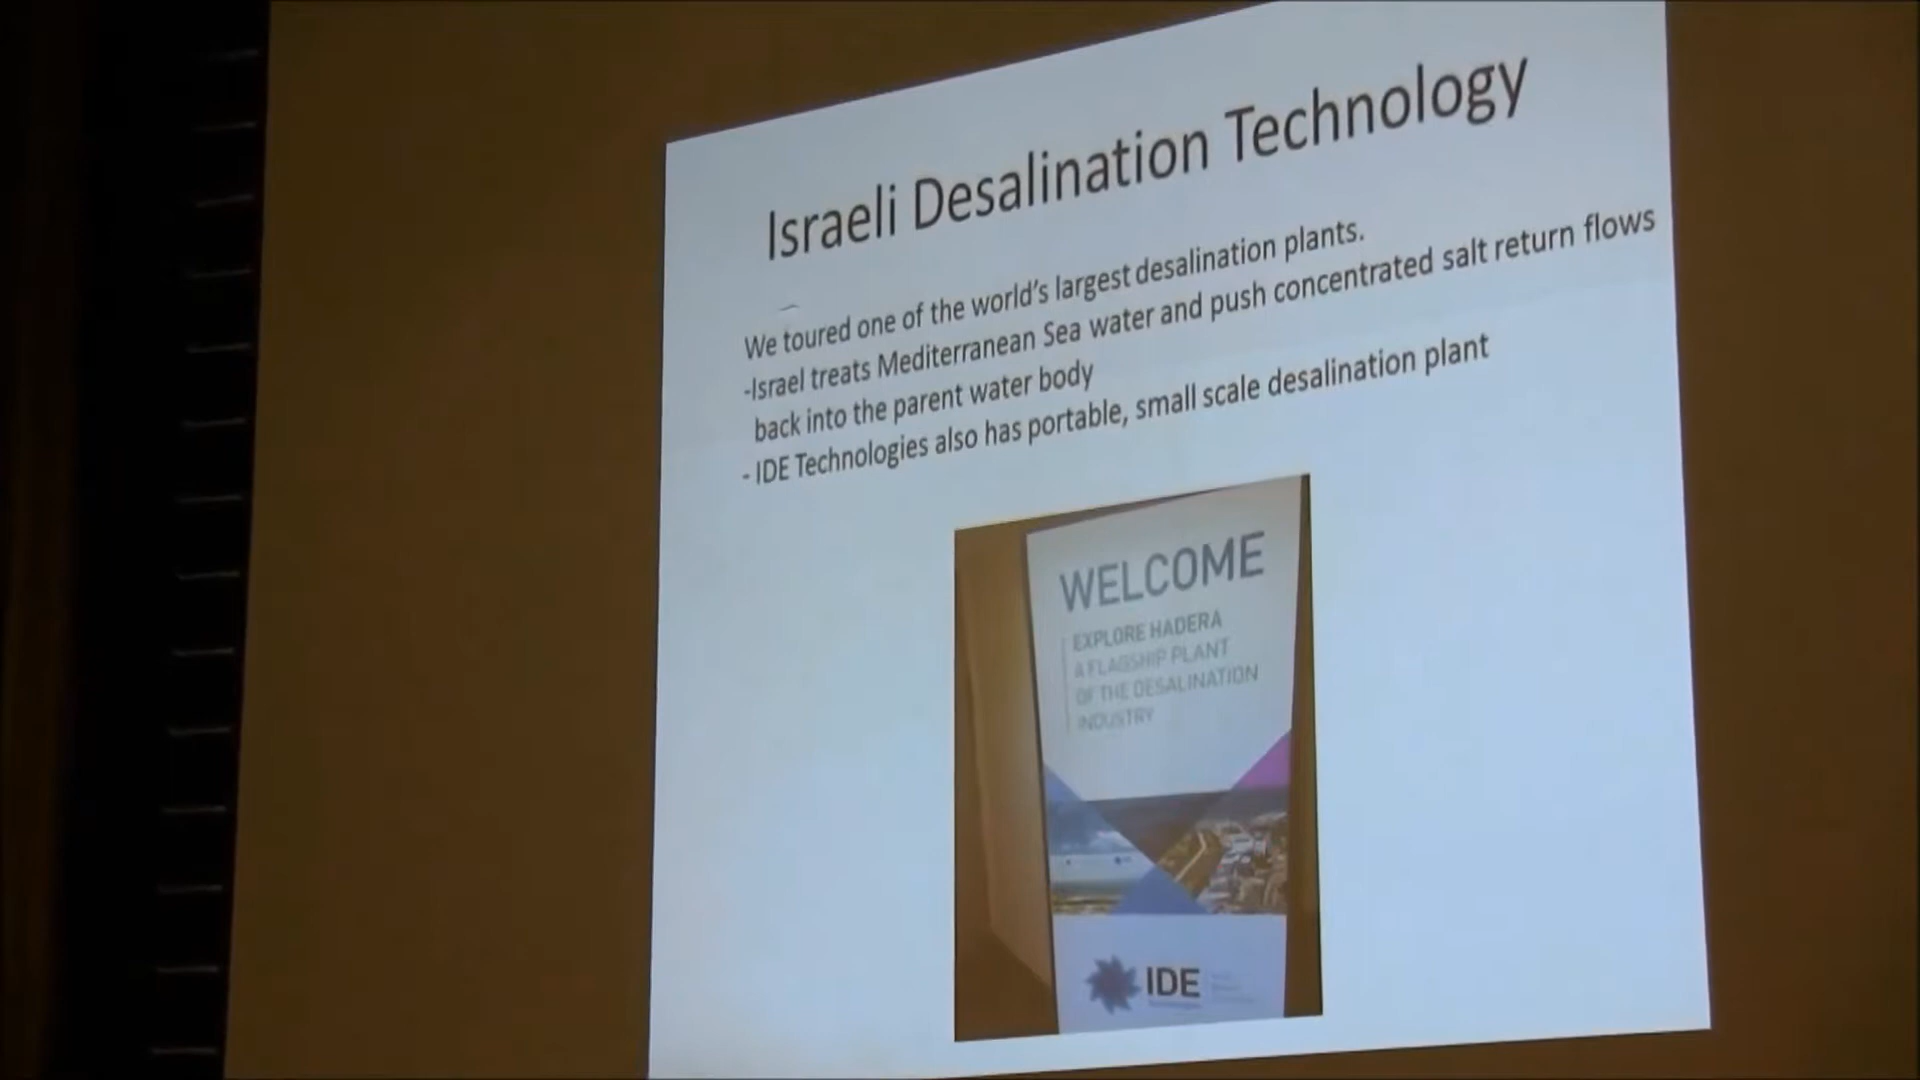 Israeli Desalination Technology
We toured one of the world's largest desalination plants.
-Israel treats Mediterranean Sea water and push concentrated salt return flows
back into the parent water body
- IDE Technologies also has portable, small scale desalination plant
WELCOME
EXPLORE HADERA
A FLAGSHIP PLANT
OF THE DESALINATION
INDUSTRY
IDE